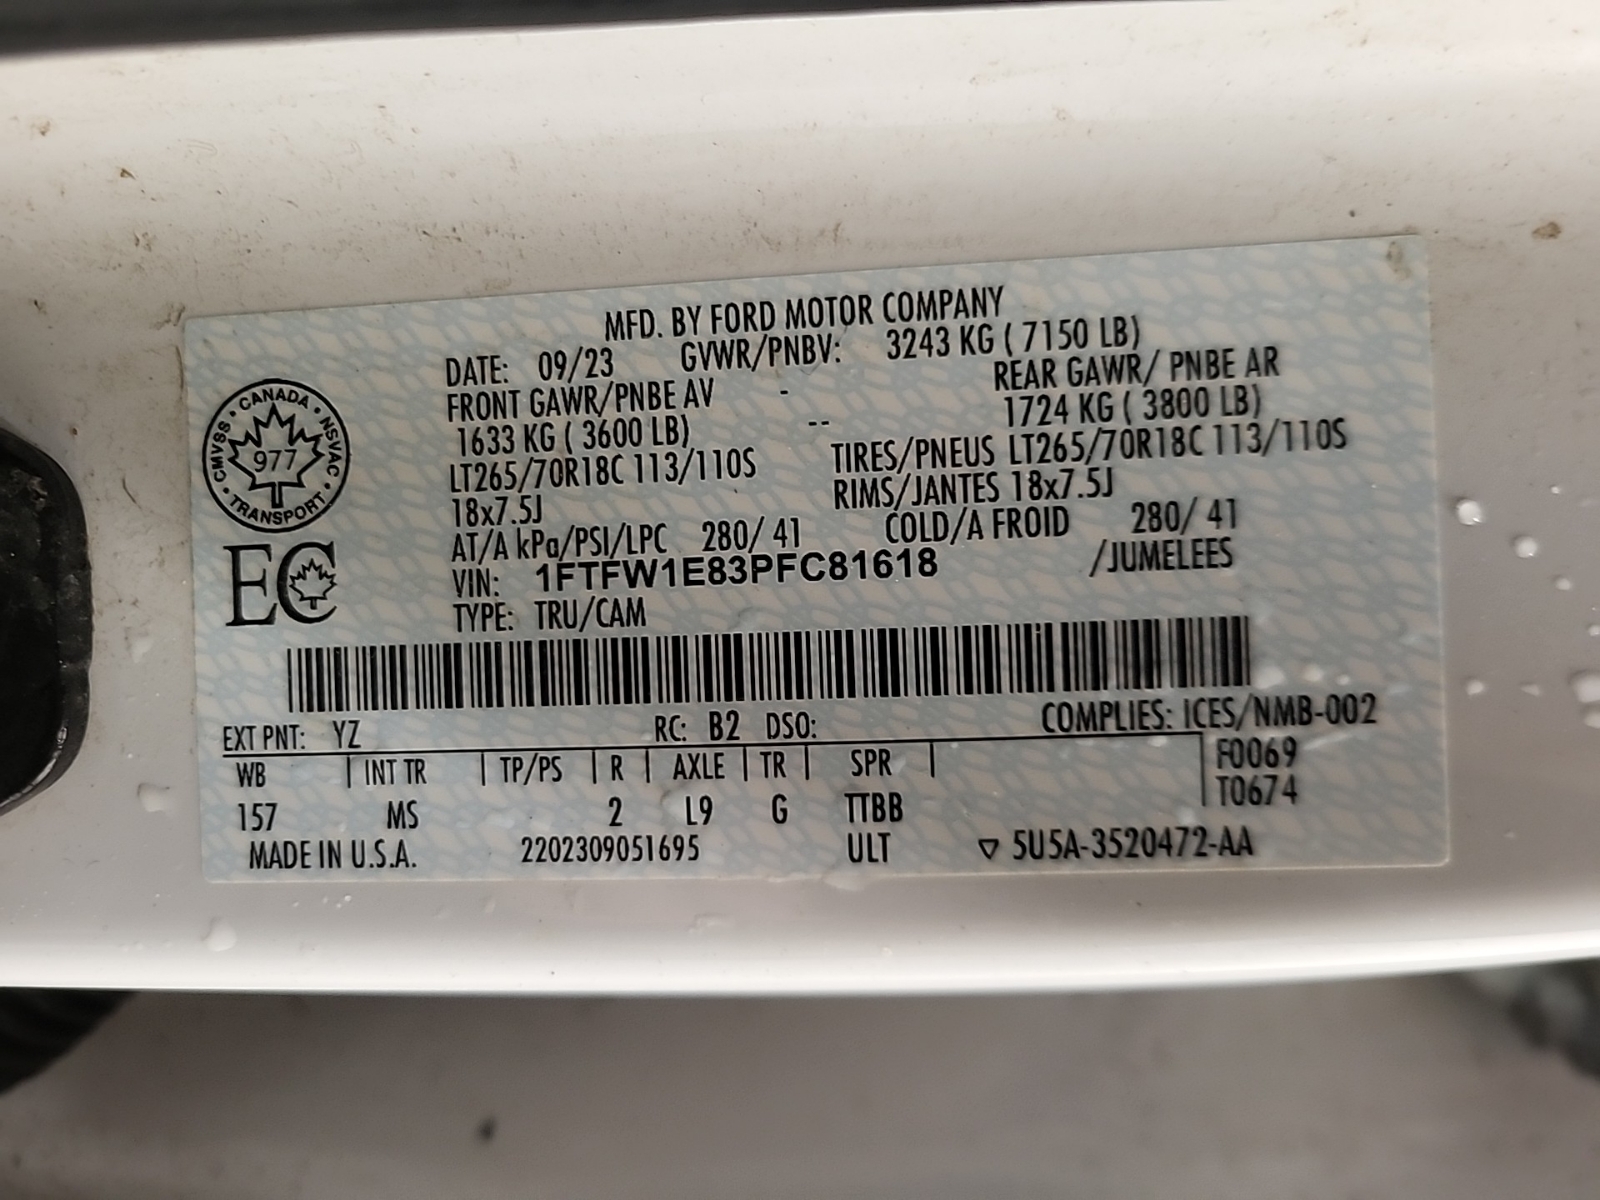 MFD. BY FORD MOTOR COMPANY
DATE: 09/23 GVWR/PNBV: 3243 KG ( 7150 LB)
FRONT GAWR/PNBE AV - REAR GAWR/ PNBE AR
1633 KG ( 3600 LB) -- 1724 KG ( 3800 LB)
LT265/70R18C 113/110S TIRES/PNEUS LT265/70R18C 113/110S
18x7.5J RIMS/JANTES 18x7.5J
AT/A kPa/PSI/LPC 280/ 41 COLD/A FROID 280/ 41
VIN: 1FTFW1E83PFC81618 /JUMELEES
TYPE: TRU/CAM
CANADA
CMVSS · NSVAC
977
TRANSPORT
EC
EXT PNT: YZ RC: B2 DSO: COMPLIES: ICES/NMB-002
WB | INT TR | TP/PS | R | AXLE | TR | SPR | F0069
157 MS 2 L9 G TTBB T0674
MADE IN U.S.A. 2202309051695 ULT ▽ 5U5A-3520472-AA